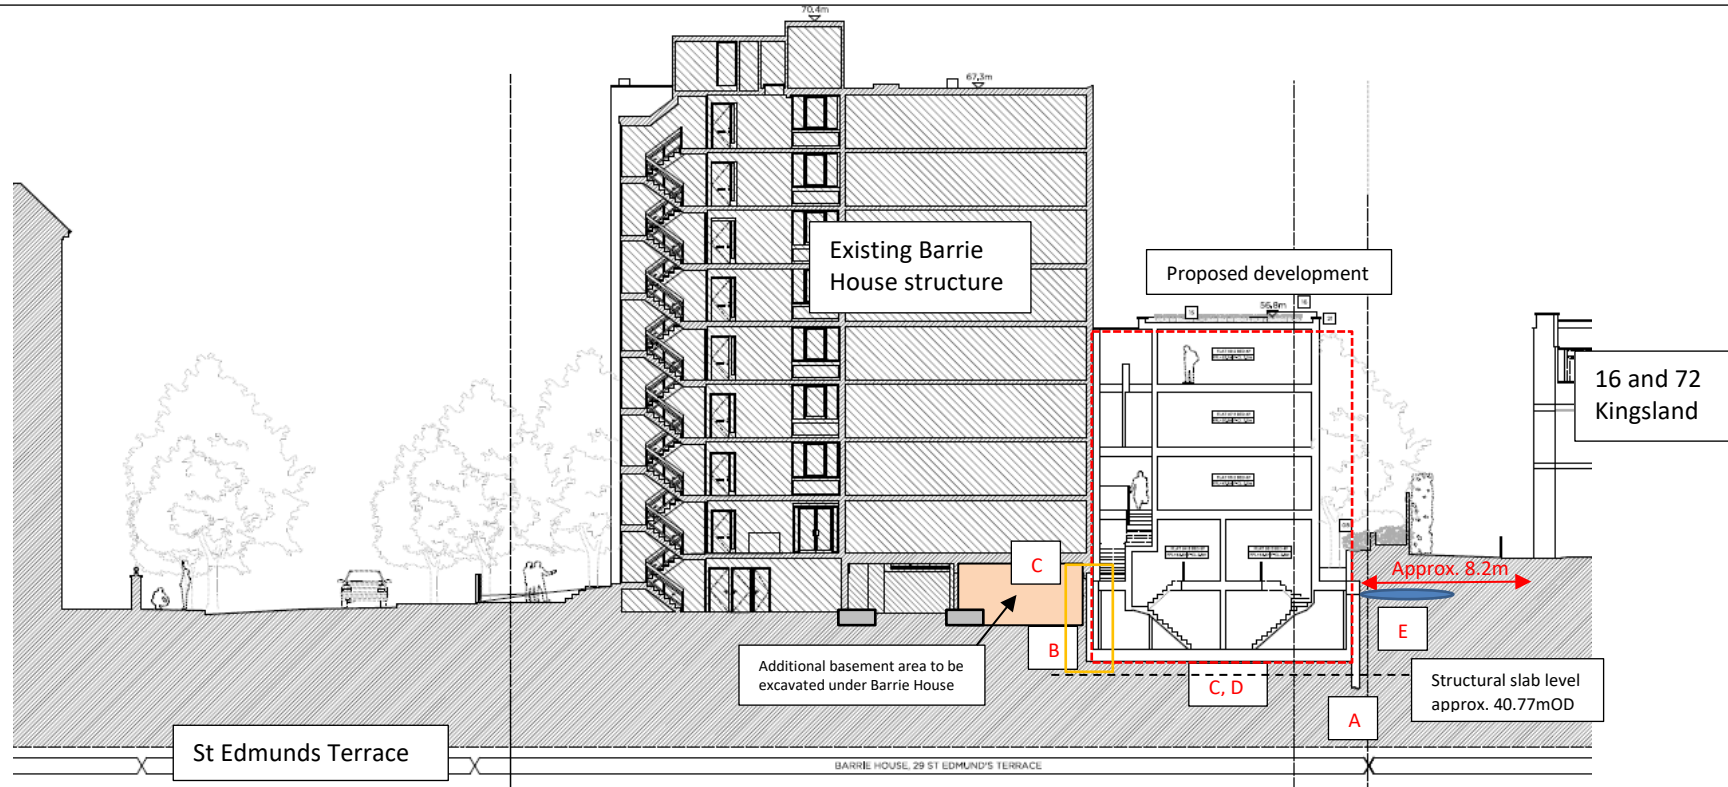 70.4m
67.3m
Existing Barrie
House structure
Proposed development
56.8m
16 and 72
Kingsland
C
Approx. 8.2m
B
E
Additional basement area to be
excavated under Barrie House
C, D
Structural slab level
approx. 40.77mOD
A
St Edmunds Terrace
BARRIE HOUSE, 29 ST EDMUND'S TERRACE